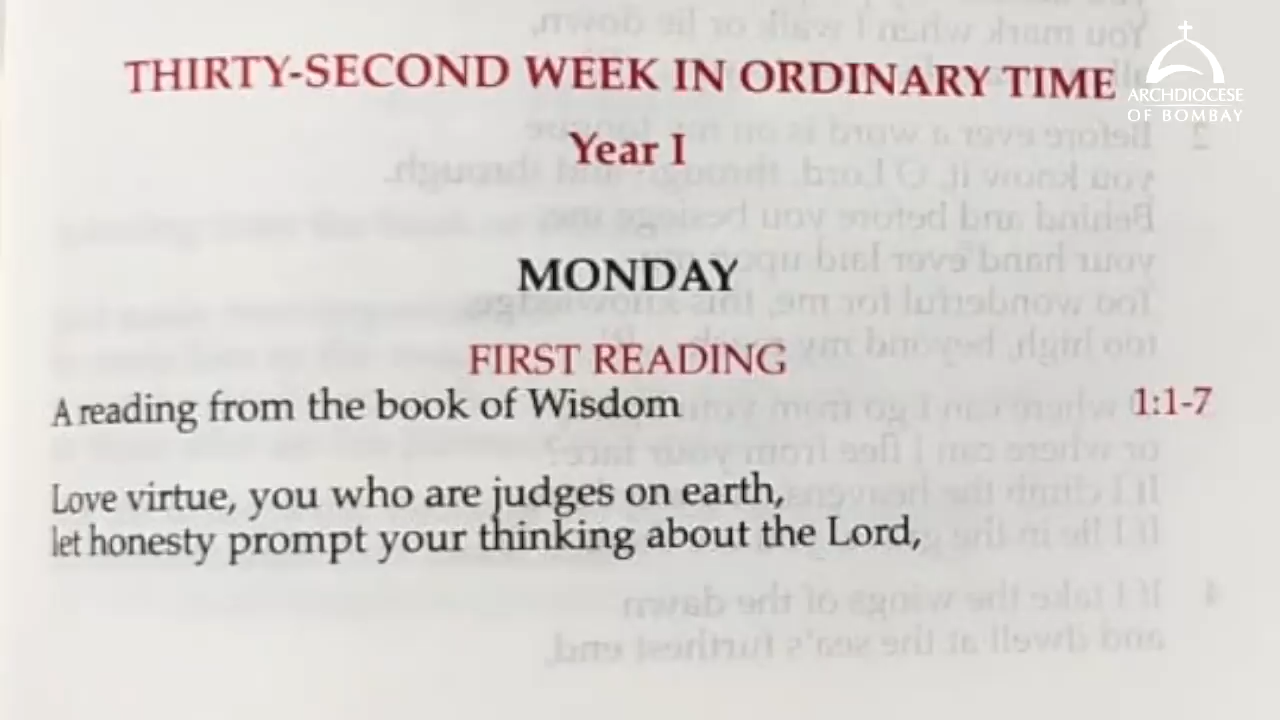 ARCHDIOCESE
OF BOMBAY
THIRTY-SECOND WEEK IN ORDINARY TIME
Year I
MONDAY
FIRST READING
A reading from the book of Wisdom 1:1-7
Love virtue, you who are judges on earth,
let honesty prompt your thinking about the Lord,